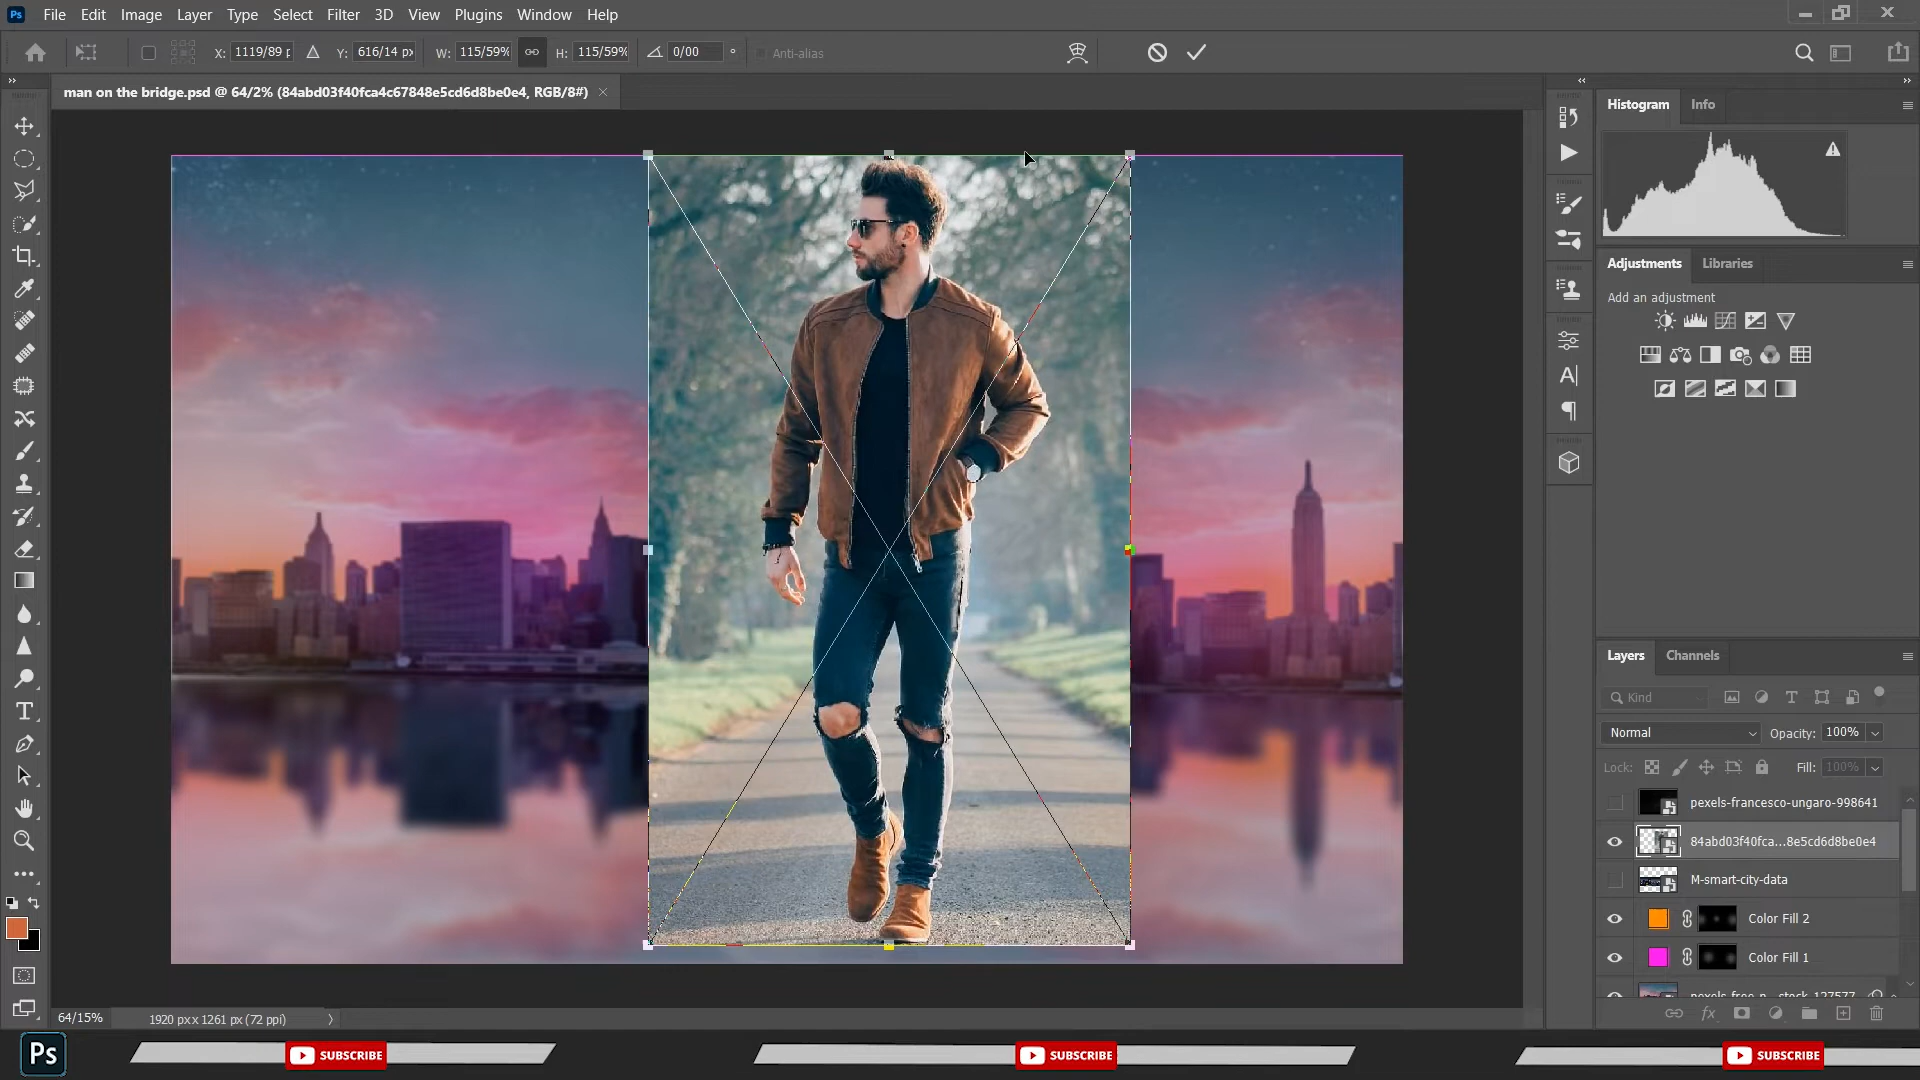 Ps File Edit Image Layer Type Select Filter 3D View Plugins Window Help
X: 1119/89 p Y: 616/14 px W: 115/59% H: 115/59% 0/00 ° Anti-alias
man on the bridge.psd @ 64/2% (84abd03f40fca4c67848e5cd6d8be0e4, RGB/8#) ×
Histogram Info
Adjustments Libraries
Add an adjustment
Layers Channels
Kind
Normal Opacity: 100%
Lock: Fill: 100%
pexels-francesco-ungaro-998641
84abd03f40fca...8e5cd6d8be0e4
M-smart-city-data
Color Fill 2
Color Fill 1
64/15% 1920 px x 1261 px (72 ppi)
Ps SUBSCRIBE SUBSCRIBE SUBSCRIBE